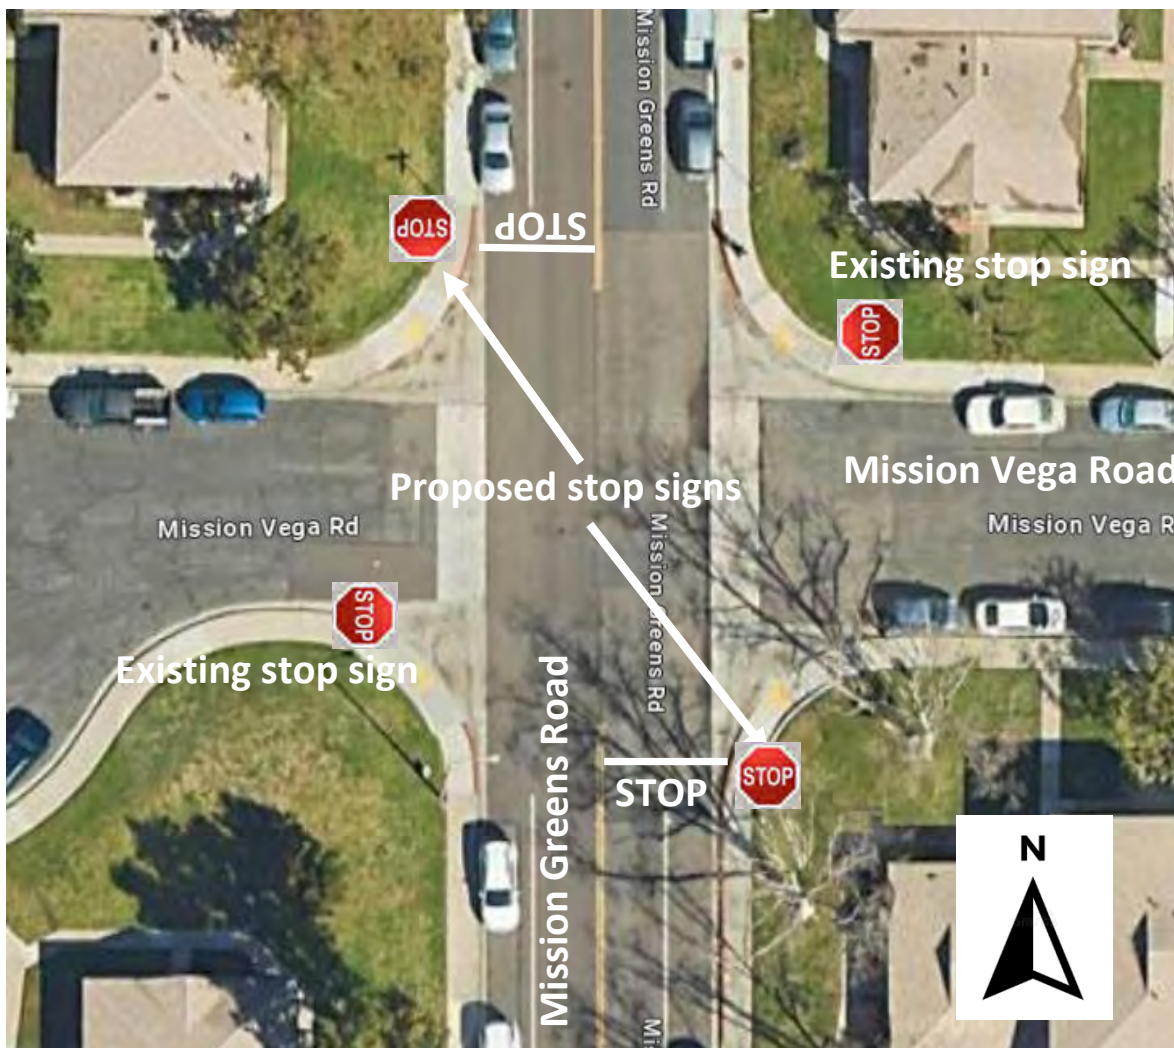 Mission Greens Rd
STOP
STOP
Existing stop sign
STOP
Proposed stop signs
Mission Vega Road
Mission Vega Rd
Mission Vega R
Mission Greens Rd
STOP
Existing stop sign
Mission Greens Road
STOP
STOP
N
Mis